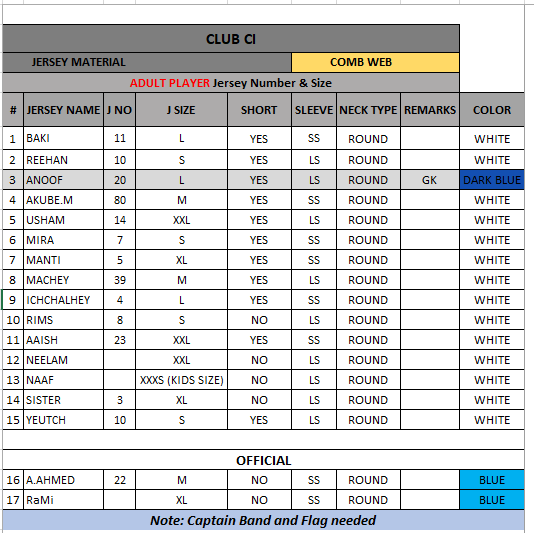 CLUB CI
JERSEY MATERIAL COMB WEB
ADULT PLAYER Jersey Number & Size
# JERSEY NAME J NO J SIZE SHORT SLEEVE NECK TYPE REMARKS COLOR
1 BAKI 11 L YES SS ROUND WHITE
2 REEHAN 10 S YES LS ROUND WHITE
3 ANOOF 20 L YES LS ROUND GK DARK BLUE
4 AKUBE.M 80 M YES SS ROUND WHITE
5 USHAM 14 XXL YES LS ROUND WHITE
6 MIRA 7 S YES SS ROUND WHITE
7 MANTI 5 XL YES SS ROUND WHITE
8 MACHEY 39 M YES LS ROUND WHITE
9 ICHCHALHEY 4 L YES SS ROUND WHITE
10 RIMS 8 S NO LS ROUND WHITE
11 AAISH 23 XXL YES SS ROUND WHITE
12 NEELAM XXL NO LS ROUND WHITE
13 NAAF XXXS (KIDS SIZE) NO LS ROUND WHITE
14 SISTER 3 XL NO LS ROUND WHITE
15 YEUTCH 10 S YES LS ROUND WHITE
OFFICIAL
16 A.AHMED 22 M NO SS ROUND BLUE
17 RaMi XL NO SS ROUND BLUE
Note: Captain Band and Flag needed